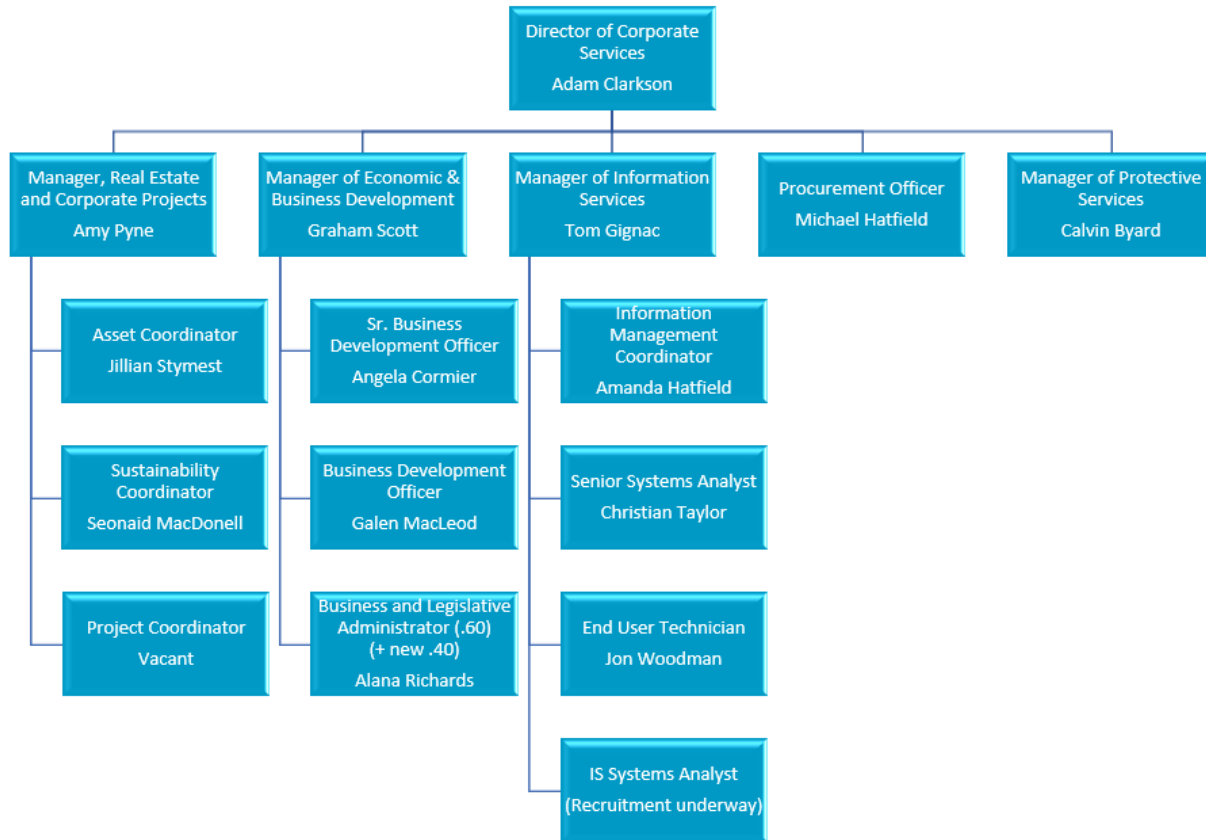 Director of Corporate
Services
Adam Clarkson
Manager, Real Estate
and Corporate Projects
Amy Pyne
Manager of Economic &
Business Development
Graham Scott
Manager of Information
Services
Tom Gignac
Procurement Officer
Michael Hatfield
Manager of Protective
Services
Calvin Byard
Asset Coordinator
Jillian Stymest
Sr. Business
Development Officer
Angela Cormier
Information
Management
Coordinator
Amanda Hatfield
Sustainability
Coordinator
Seonaid MacDonell
Business Development
Officer
Galen MacLeod
Senior Systems Analyst
Christian Taylor
Project Coordinator
Vacant
Business and Legislative
Administrator (.60)
(+ new .40)
Alana Richards
End User Technician
Jon Woodman
IS Systems Analyst
(Recruitment underway)